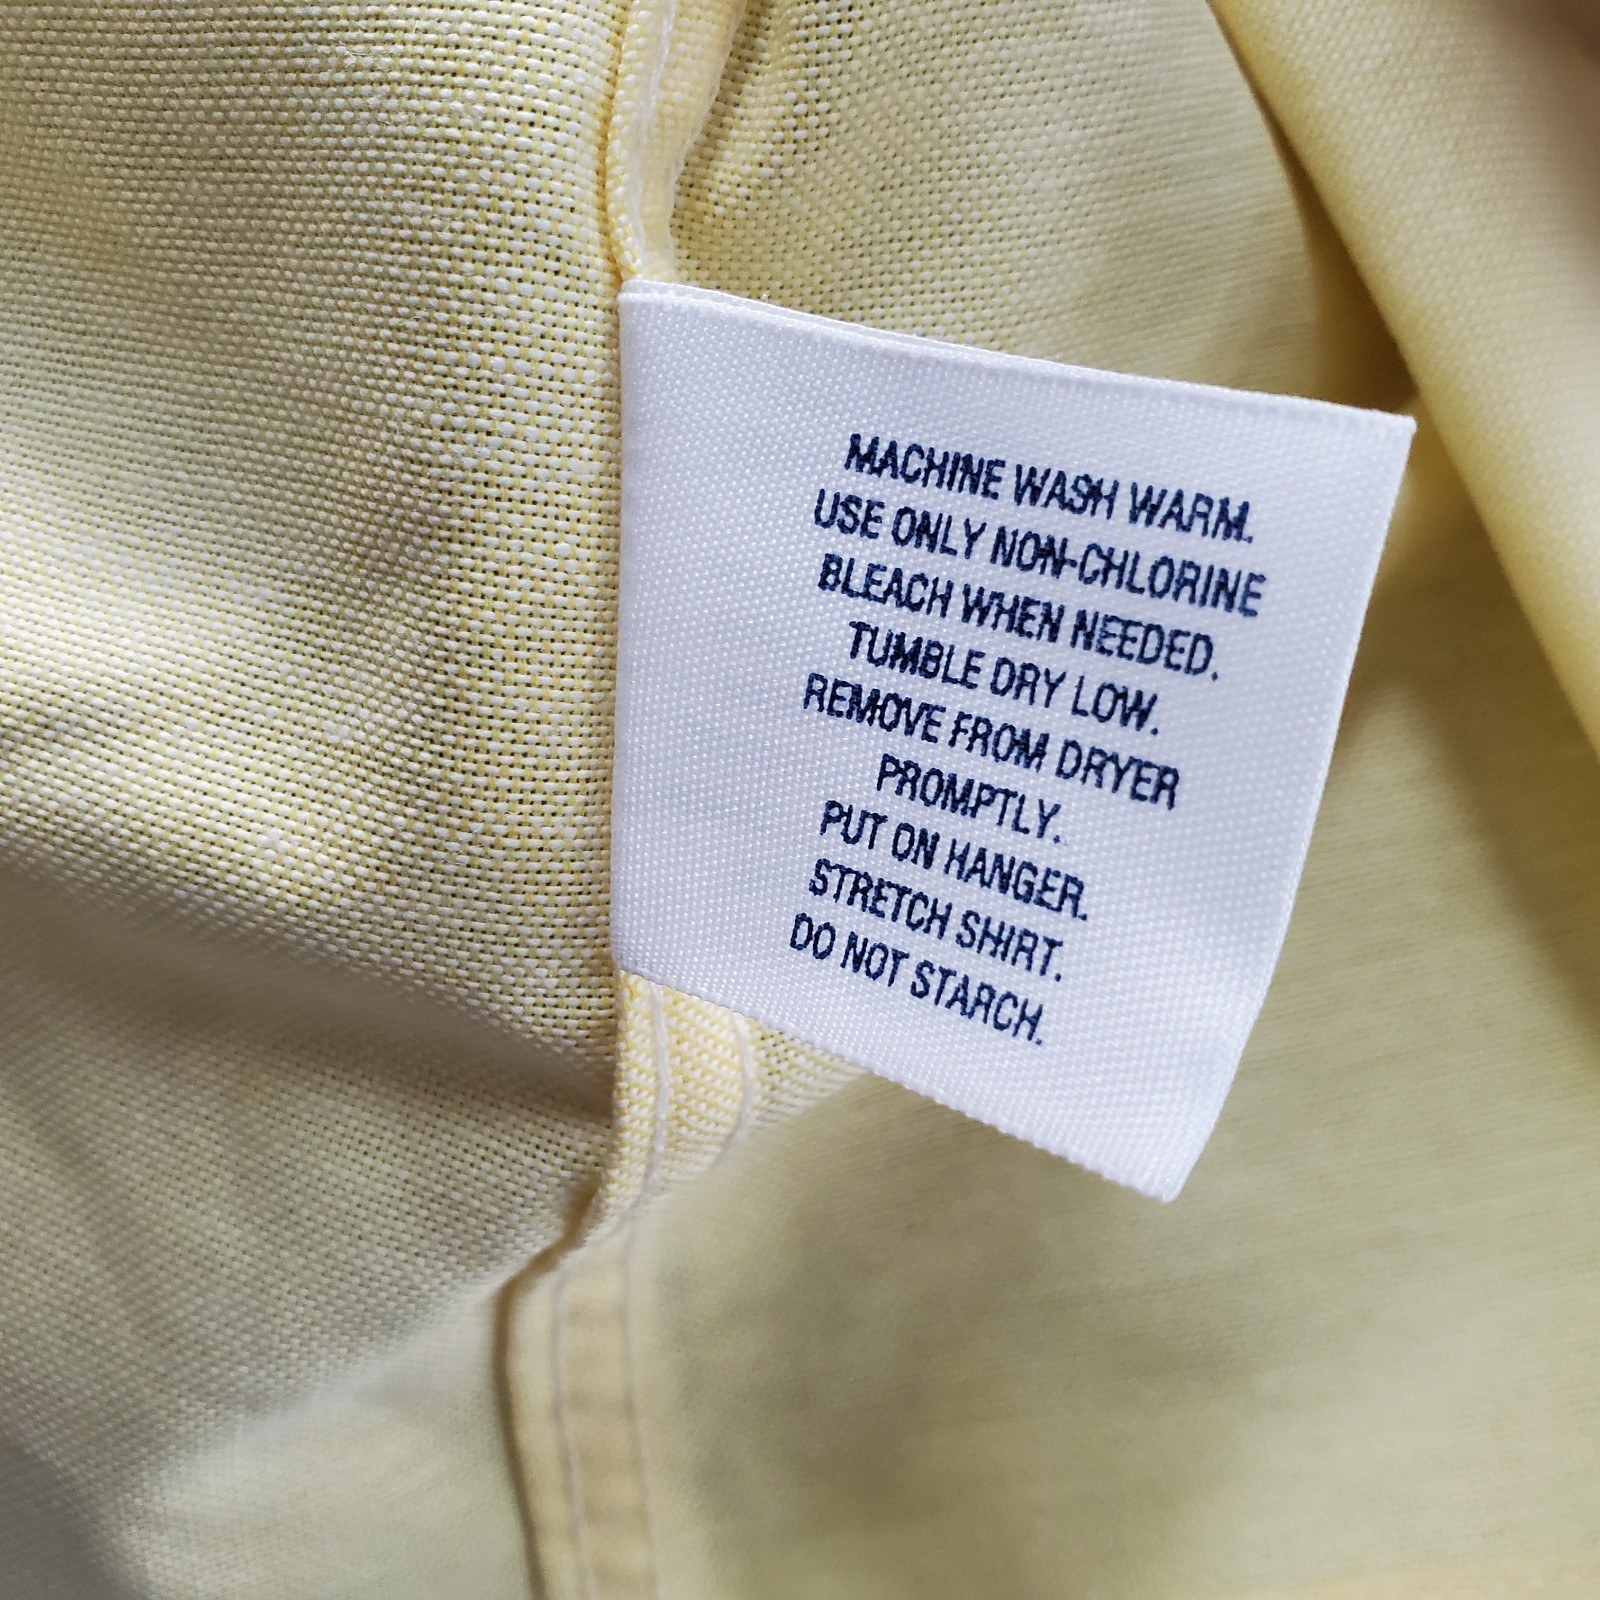 MACHINE WASH WARM.
USE ONLY NON-CHLORINE
BLEACH WHEN NEEDED.
TUMBLE DRY LOW.
REMOVE FROM DRYER
PROMPTLY.
PUT ON HANGER.
STRETCH SHIRT.
DO NOT STARCH.